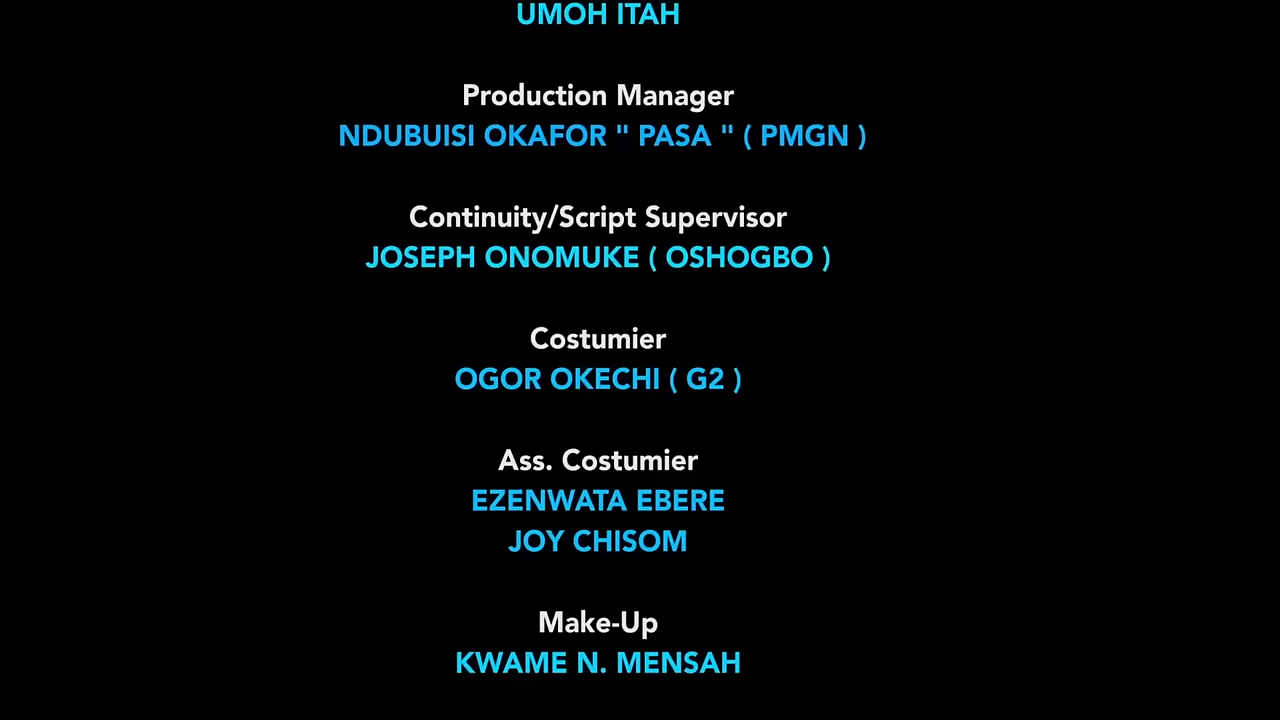 UMOH ITAH
Production Manager
NDUBUISI OKAFOR " PASA " ( PMGN )
Continuity/Script Supervisor
JOSEPH ONOMUKE ( OSHOGBO )
Costumier
OGOR OKECHI ( G2 )
Ass. Costumier
EZENWATA EBERE
JOY CHISOM
Make-Up
KWAME N. MENSAH